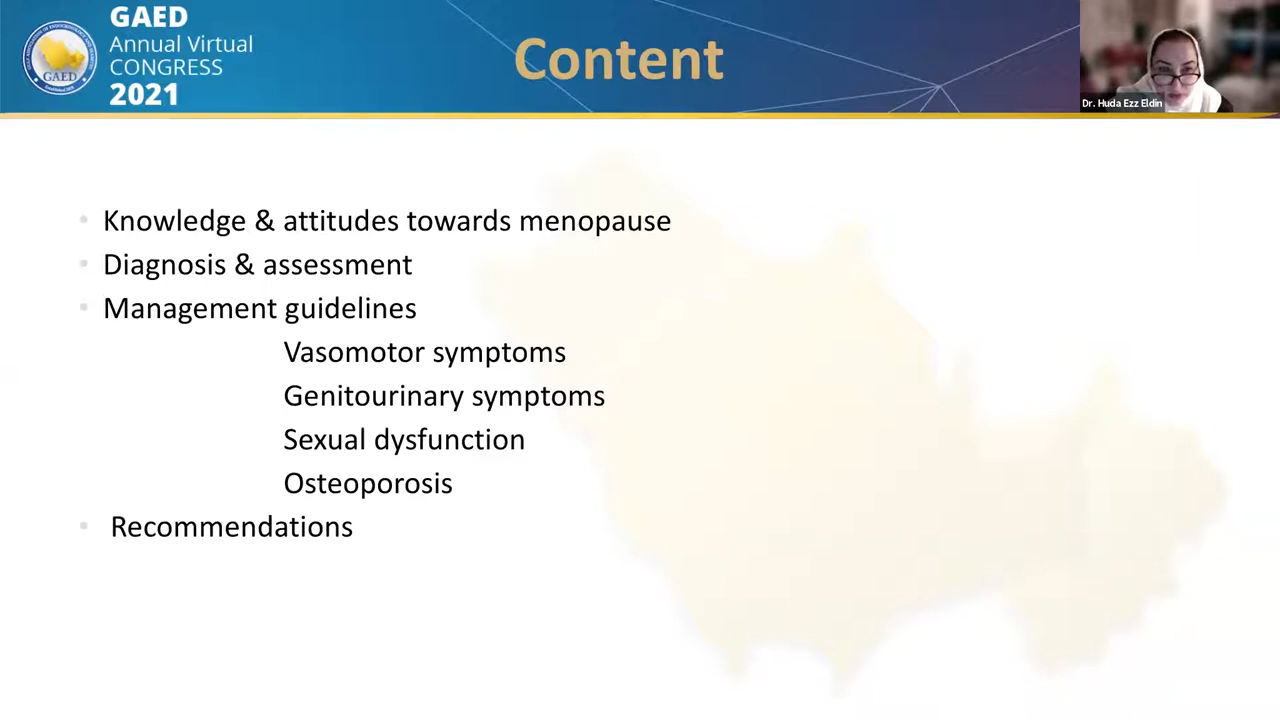 GAED
Annual Virtual
CONGRESS
2021
GAED
Content
Dr. Huda Ezz Eldin
• Knowledge & attitudes towards menopause
• Diagnosis & assessment
• Management guidelines
Vasomotor symptoms
Genitourinary symptoms
Sexual dysfunction
Osteoporosis
• Recommendations